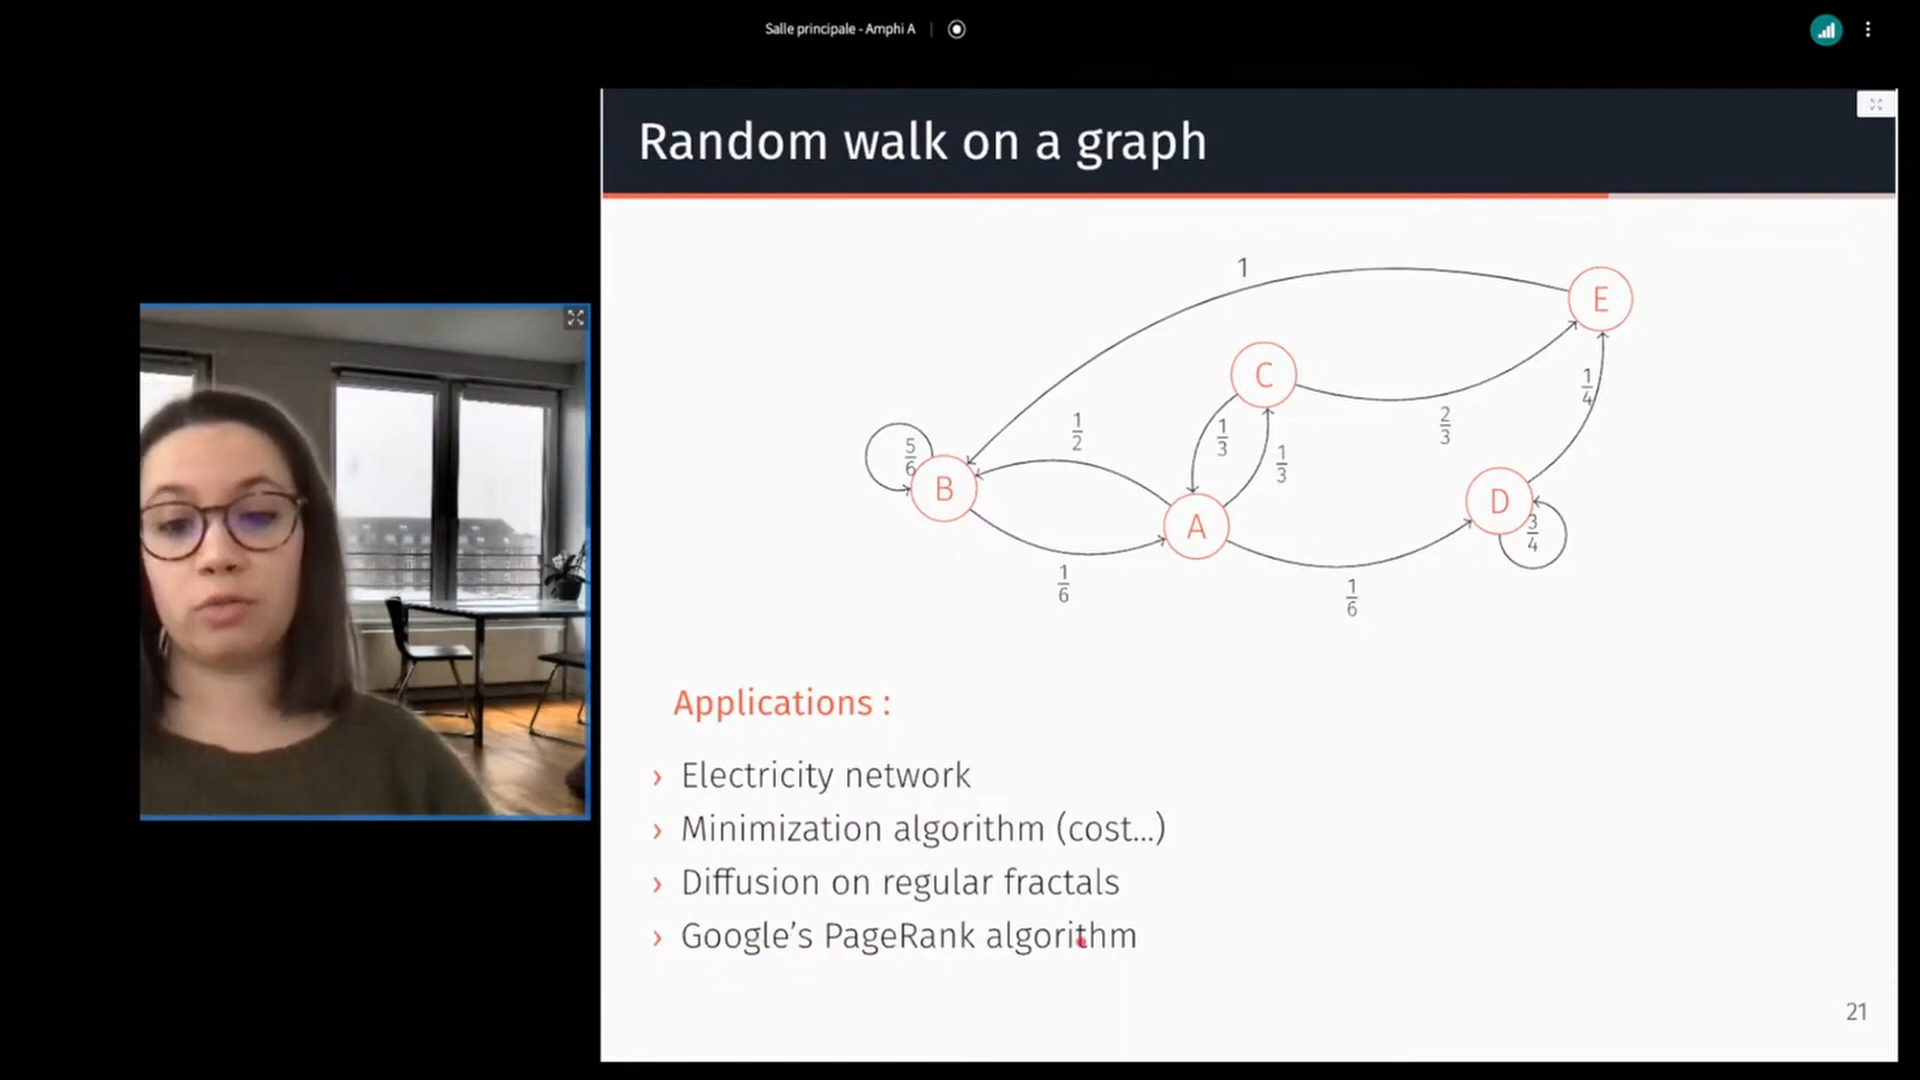 Salle principale - Amphi A
Random walk on a graph
1
E
C
1/4
1/2
1/3
2/3
5/6
1/3
B
D
A
3/4
1/6
1/6
Applications :
› Electricity network
› Minimization algorithm (cost...)
› Diffusion on regular fractals
› Google’s PageRank algorithm
21